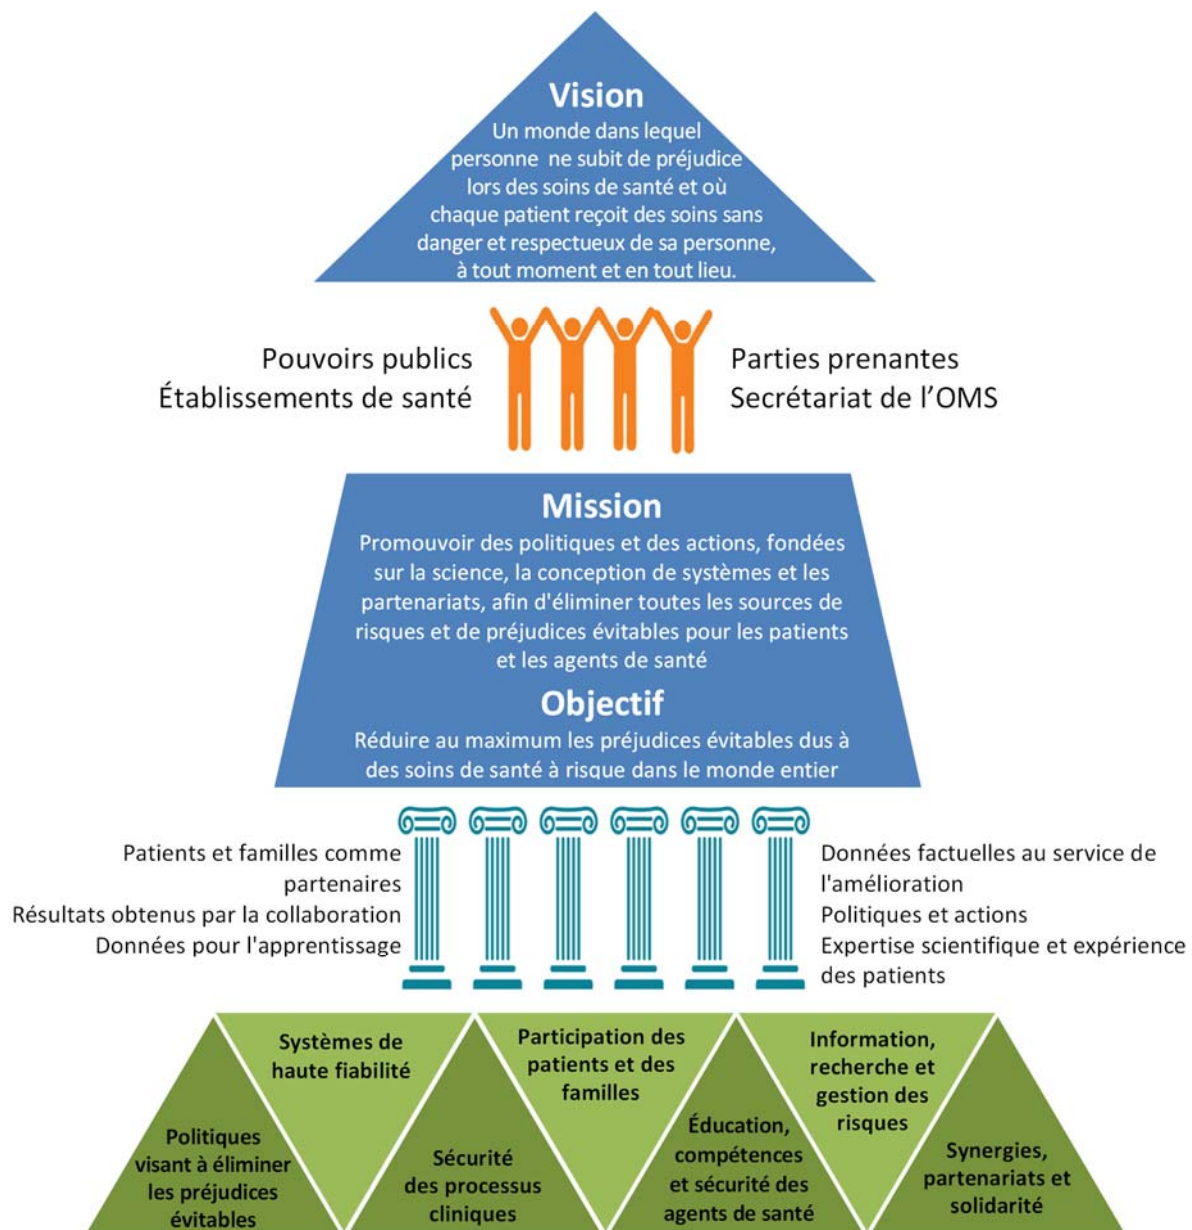 Vision
Un monde dans lequel
personne ne subit de préjudice
lors des soins de santé et où
chaque patient reçoit des soins sans
danger et respectueux de sa personne,
à tout moment et en tout lieu.
Pouvoirs publics
Établissements de santé
Parties prenantes
Secrétariat de l'OMS
Mission
Promouvoir des politiques et des actions, fondées
sur la science, la conception de systèmes et les
partenariats, afin d'éliminer toutes les sources de
risques et de préjudices évitables pour les patients
et les agents de santé
Objectif
Réduire au maximum les préjudices évitables dus à
des soins de santé à risque dans le monde entier
Patients et familles comme
partenaires
Résultats obtenus par la collaboration
Données pour l'apprentissage
Données factuelles au service de
l'amélioration
Politiques et actions
Expertise scientifique et expérience
des patients
Politiques
visant à éliminer
les préjudices
évitables
Systèmes de
haute fiabilité
Sécurité
des processus
cliniques
Participation des
patients et des
familles
Éducation,
compétences
et sécurité des
agents de santé
Information,
recherche et
gestion des
risques
Synergies,
partenariats et
solidarité